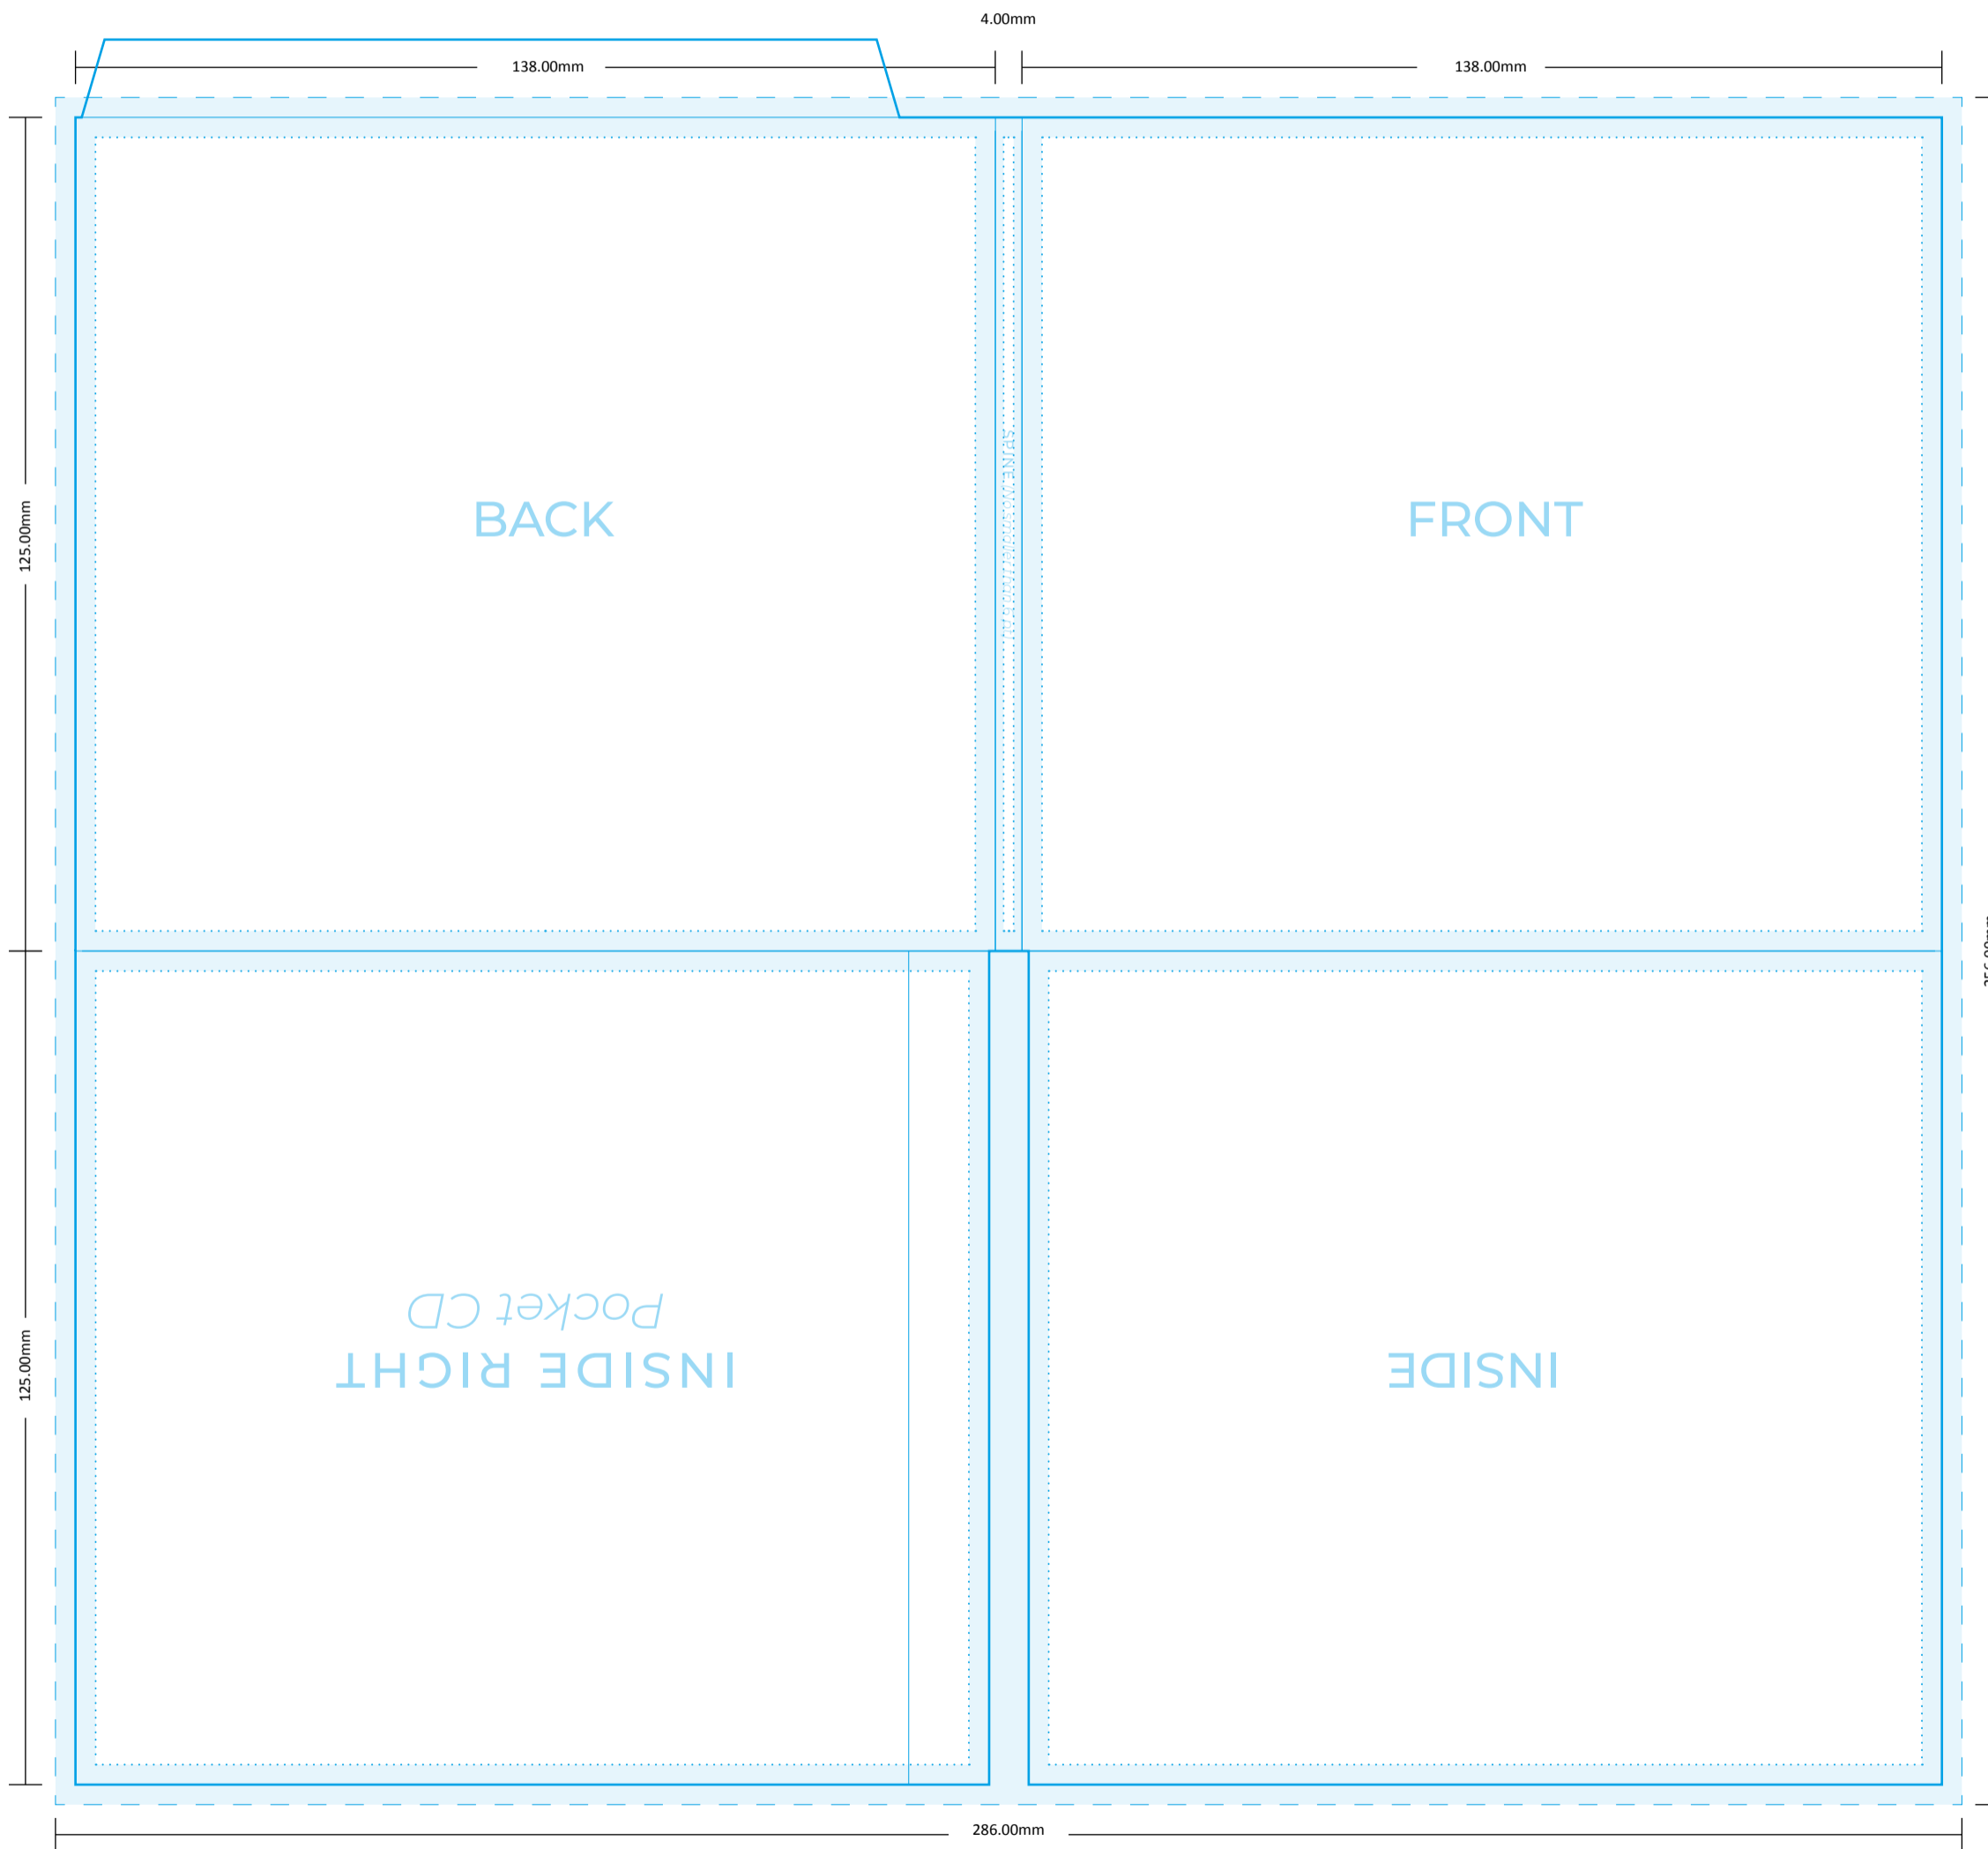 4.00mm
138.00mm
138.00mm
125.00mm
BACK
FRONT
Pocket CD
INSIDE RIGHT
INSIDE
125.00mm
286.00mm